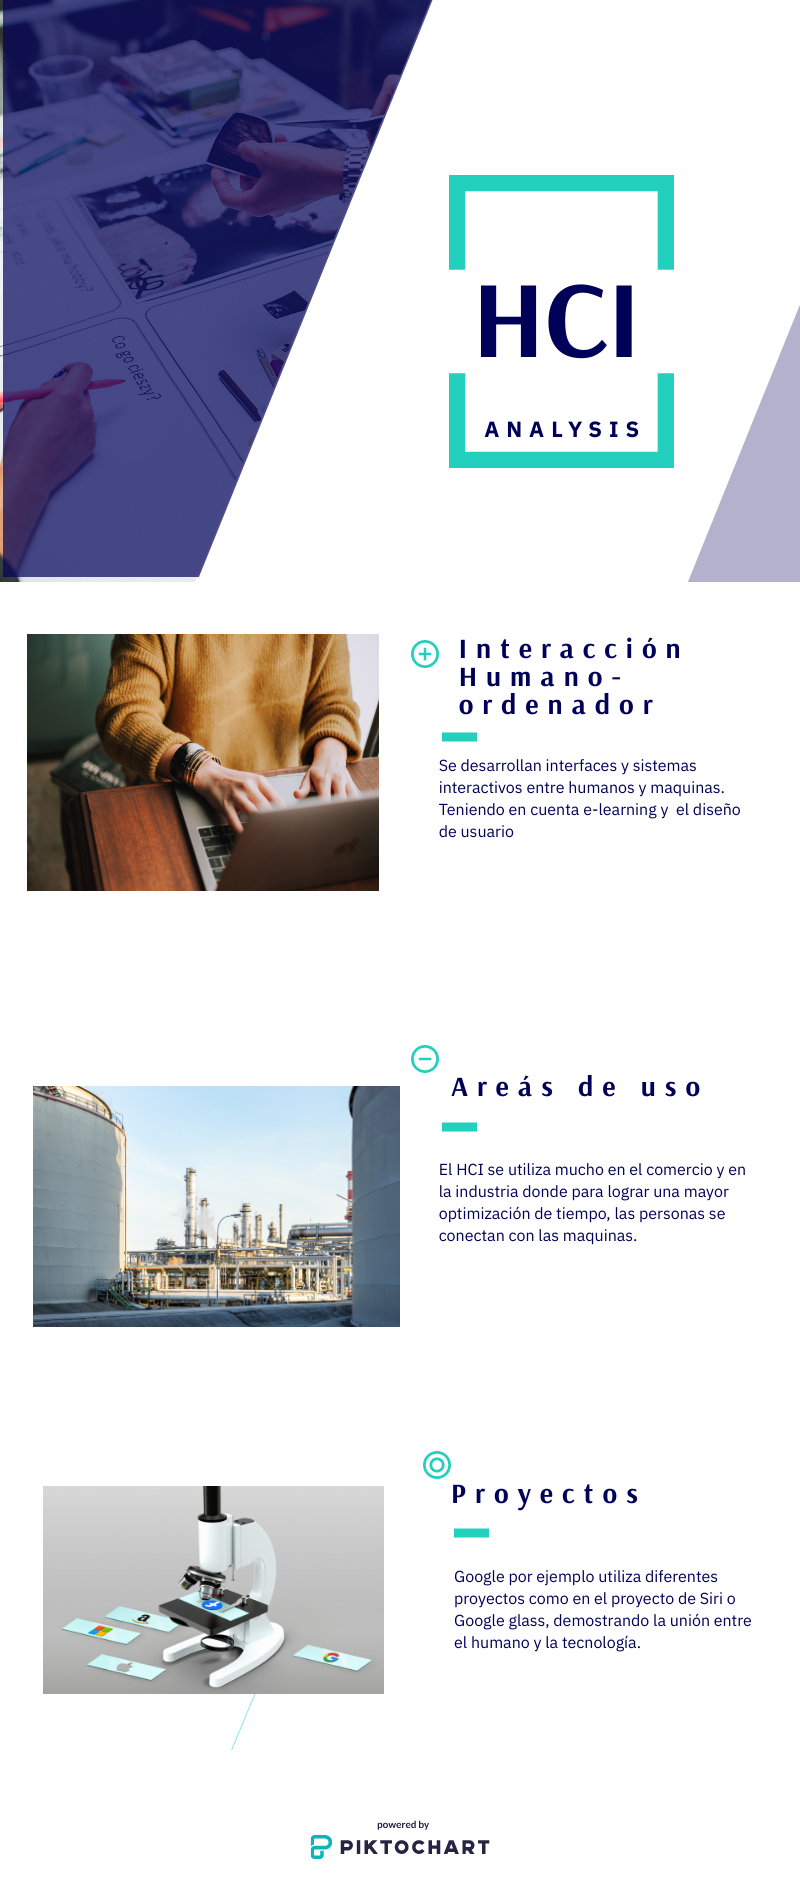 Co go cieszy?
HCI
ANALYSIS
Interacción
Humano-
ordenador
Se desarrollan interfaces y sistemas
interactivos entre humanos y maquinas.
Teniendo en cuenta e-learning y  el diseño
de usuario
Areás de uso
El HCI se utiliza mucho en el comercio y en
la industria donde para lograr una mayor
optimización de tiempo, las personas se
conectan con las maquinas.
Proyectos
Google por ejemplo utiliza diferentes
proyectos como en el proyecto de Siri o
Google glass, demostrando la unión entre
el humano y la tecnología.
powered by
PIKTOCHART